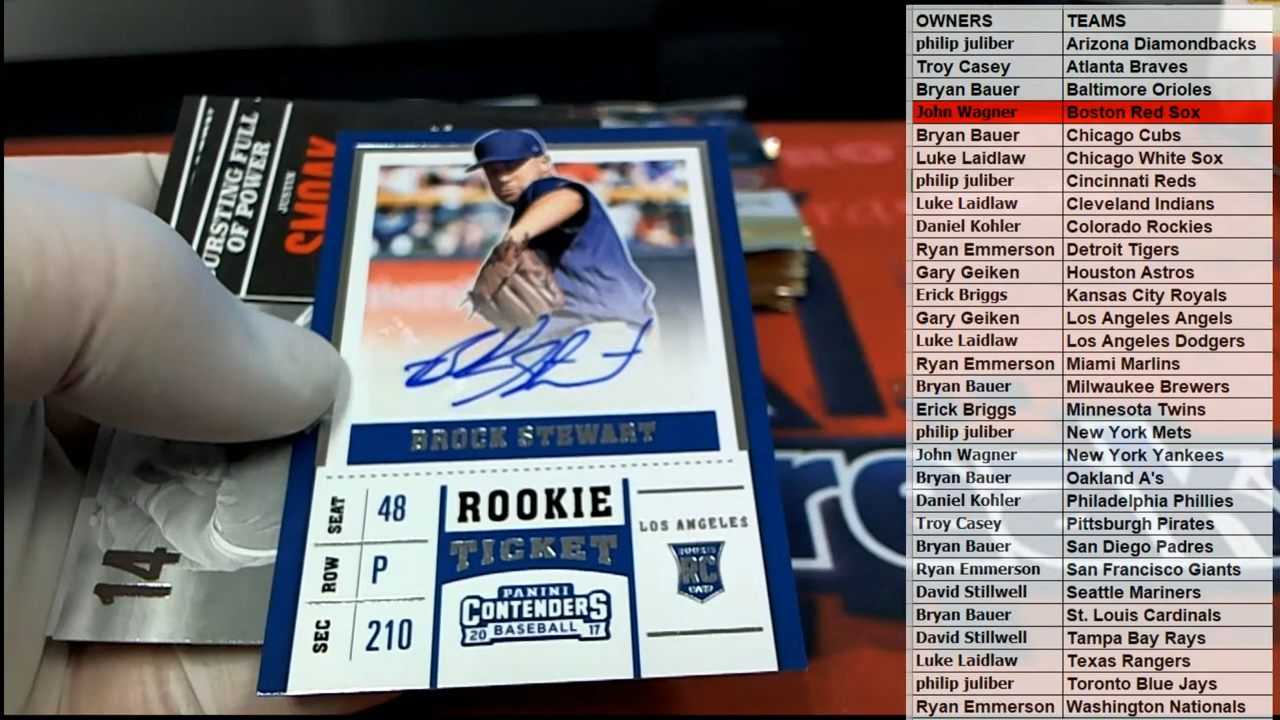 OWNERS TEAMS
philip juliber Arizona Diamondbacks
Troy Casey Atlanta Braves
Bryan Bauer Baltimore Orioles
John Wagner Boston Red Sox
Bryan Bauer Chicago Cubs
Luke Laidlaw Chicago White Sox
philip juliber Cincinnati Reds
Luke Laidlaw Cleveland Indians
Daniel Kohler Colorado Rockies
Ryan Emmerson Detroit Tigers
Gary Geiken Houston Astros
Erick Briggs Kansas City Royals
Gary Geiken Los Angeles Angels
Luke Laidlaw Los Angeles Dodgers
Ryan Emmerson Miami Marlins
Bryan Bauer Milwaukee Brewers
Erick Briggs Minnesota Twins
philip juliber New York Mets
John Wagner New York Yankees
Bryan Bauer Oakland A's
Daniel Kohler Philadelphia Phillies
Troy Casey Pittsburgh Pirates
Bryan Bauer San Diego Padres
Ryan Emmerson San Francisco Giants
David Stillwell Seattle Mariners
Bryan Bauer St. Louis Cardinals
David Stillwell Tampa Bay Rays
Luke Laidlaw Texas Rangers
philip juliber Toronto Blue Jays
Ryan Emmerson Washington Nationals
BURSTING FULL
OF POWER
JUSTIN
SMOAK
14
BROCK STEWART
SEAT 48
ROW P
SEC 210
ROOKIE
TICKET
PANINI
CONTENDERS
20 BASEBALL 17
LOS ANGELES
RC